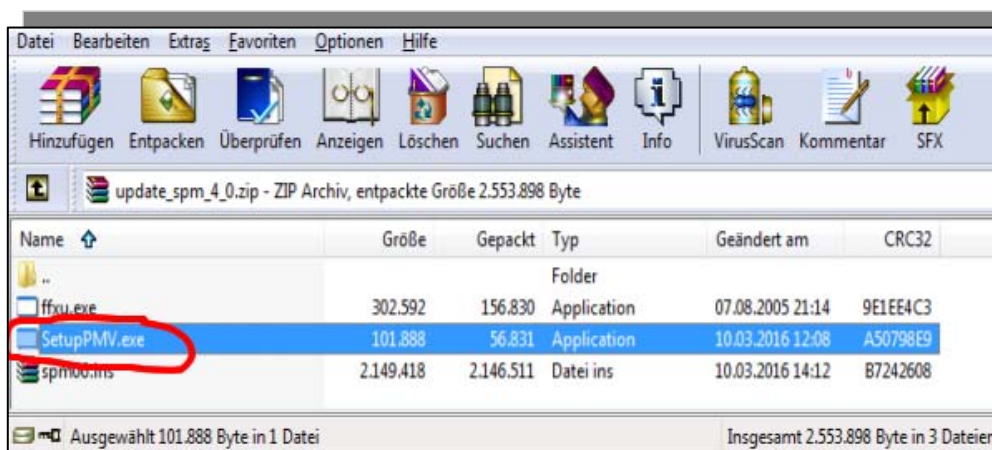 Datei Bearbeiten Extras Favoriten Optionen Hilfe
Hinzufügen Entpacken Überprüfen Anzeigen Löschen Suchen Assistent Info VirusScan Kommentar SFX
update_spm_4_0.zip - ZIP Archiv, entpackte Größe 2.553.898 Byte
Name Größe Gepackt Typ Geändert am CRC32
.. Folder
ffxu.exe 302.592 156.830 Application 07.08.2005 21:14 9E1EE4C3
SetupPMV.exe 101.888 56.831 Application 10.03.2016 12:08 A50798E9
spm00.ins 2.149.418 2.146.511 Datei ins 10.03.2016 14:12 B7242608
Ausgewählt 101.888 Byte in 1 Datei Insgesamt 2.553.898 Byte in 3 Dateien